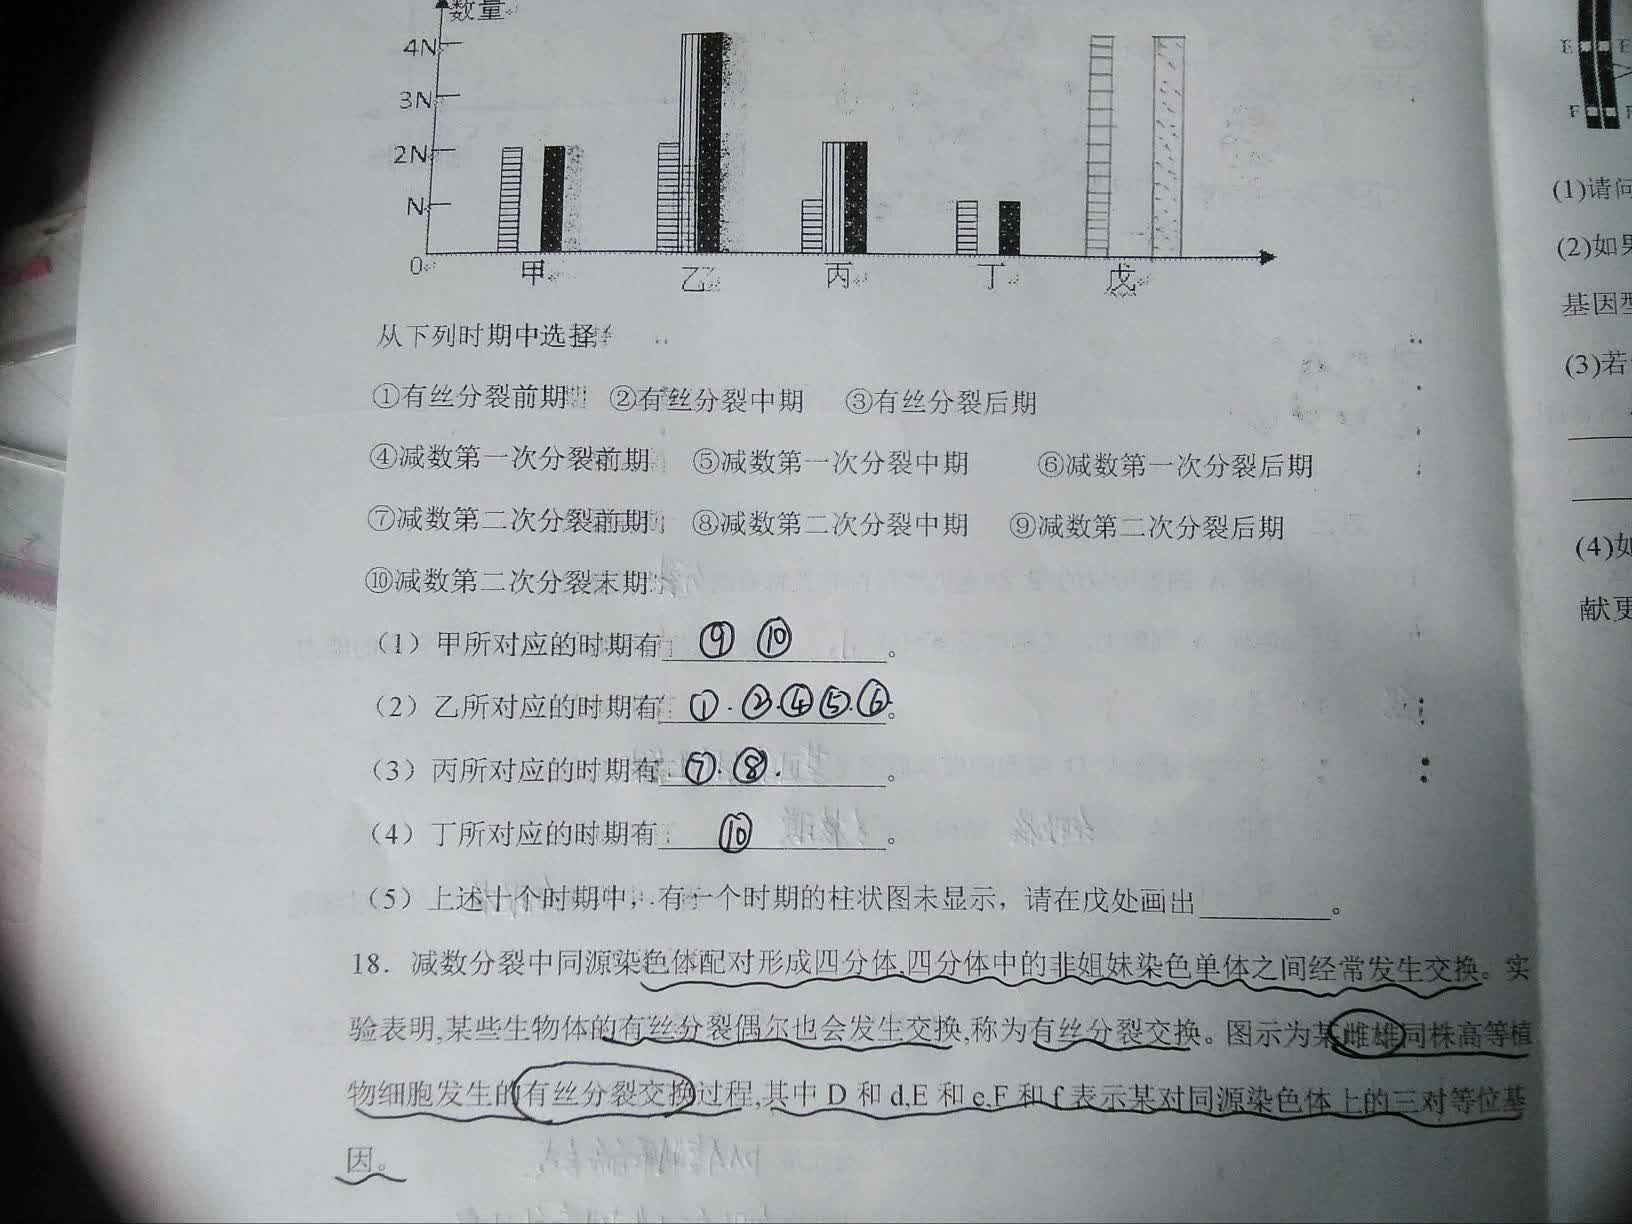 数量
4N
3N
2N
N
0
甲 乙 丙 丁 戊
从下列时期中选择
①有丝分裂前期 ②有丝分裂中期 ③有丝分裂后期
④减数第一次分裂前期 ⑤减数第一次分裂中期 ⑥减数第一次分裂后期
⑦减数第二次分裂前期 ⑧减数第二次分裂中期 ⑨减数第二次分裂后期
⑩减数第二次分裂末期
（1）甲所对应的时期有 ⑨ ⑩ 。
（2）乙所对应的时期有 ①.②.④⑤.⑥ 。
（3）丙所对应的时期有 ⑦.⑧. 。
（4）丁所对应的时期有 ⑩ 。
（5）上述十个时期中，有一个时期的柱状图未显示，请在戊处画出 。
18．减数分裂中同源染色体配对形成四分体,四分体中的非姐妹染色单体之间经常发生交换。实
验表明,某些生物体的有丝分裂偶尔也会发生交换,称为有丝分裂交换。图示为某雌雄同株高等植
物细胞发生的有丝分裂交换过程,其中 D 和 d,E 和 e,F 和 f 表示某对同源染色体上的三对等位基
因。
E E
F
(1)请问
(2)如果
基因型
(3)若
(4)如
献更